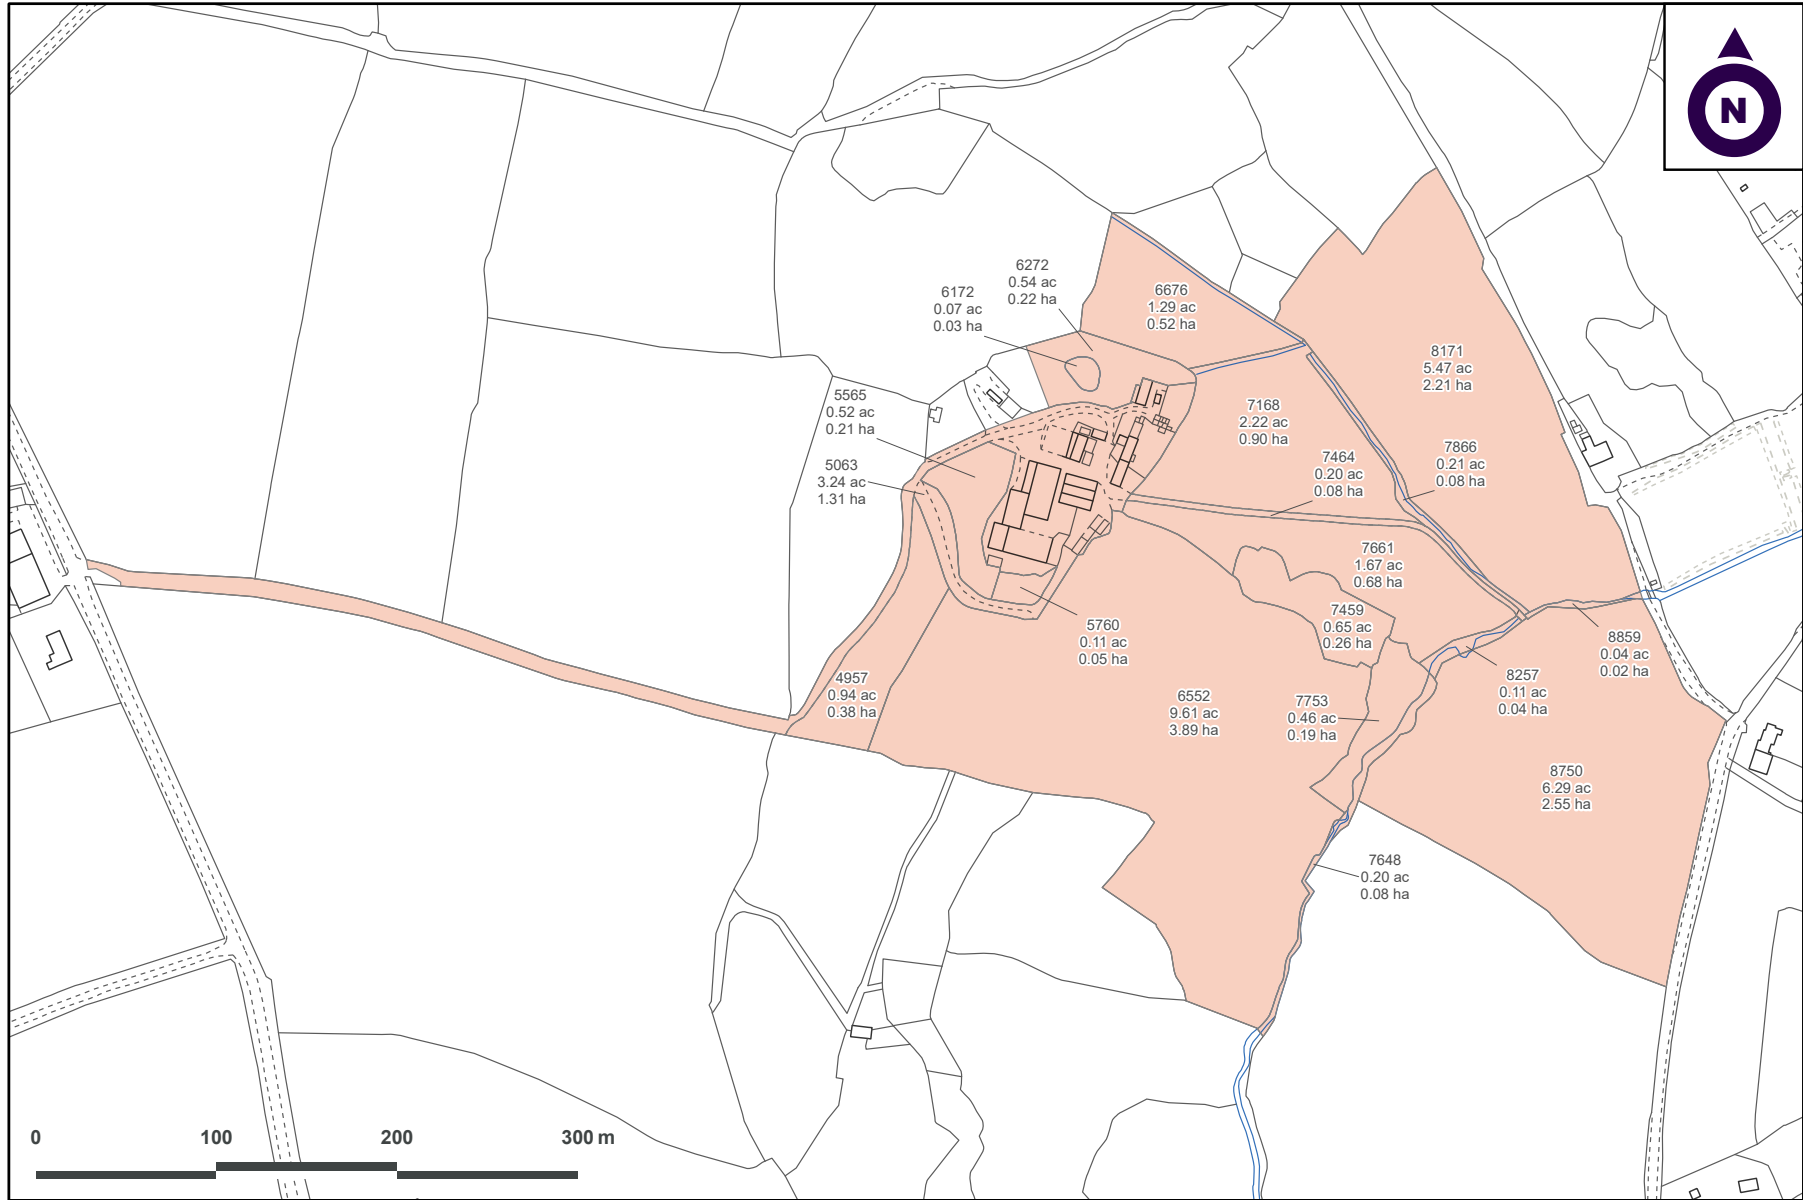 N
6272
0.54 ac
0.22 ha
6172
0.07 ac
0.03 ha
6676
1.29 ac
0.52 ha
8171
5.47 ac
2.21 ha
5565
0.52 ac
0.21 ha
7168
2.22 ac
0.90 ha
7464
0.20 ac
0.08 ha
7866
0.21 ac
0.08 ha
5063
3.24 ac
1.31 ha
7661
1.67 ac
0.68 ha
7459
0.65 ac
0.26 ha
5760
0.11 ac
0.05 ha
8859
0.04 ac
0.02 ha
8257
0.11 ac
0.04 ha
4957
0.94 ac
0.38 ha
6552
9.61 ac
3.89 ha
7753
0.46 ac
0.19 ha
8750
6.29 ac
2.55 ha
7648
0.20 ac
0.08 ha
0 100 200 300 m